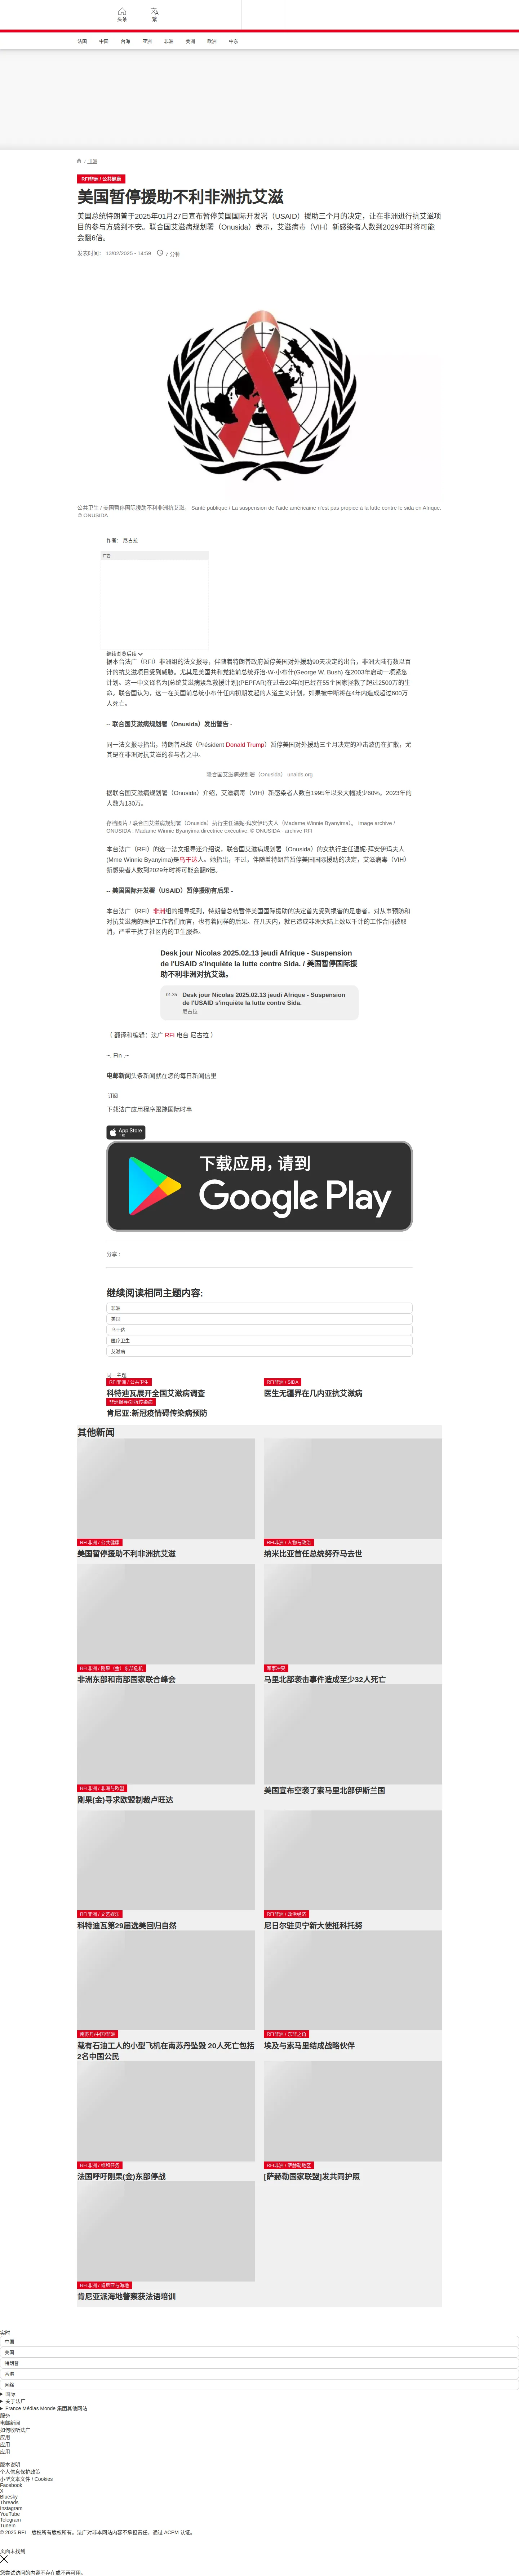 头条
繁
法国
中国
台海
亚洲
非洲
美洲
欧洲
中东
/ 非洲
RFI非洲 / 公共健康
美国暂停援助不利非洲抗艾滋
美国总统特朗普于2025年01月27日宣布暂停美国国际开发署（USAID）援助三个月的决定，让在非洲进行抗艾滋项
目的参与方感到不安。联合国艾滋病规划署（Onusida）表示，艾滋病毒（VIH）新感染者人数到2029年时将可能
会翻6倍。
发表时间： 13/02/2025 - 14:59
7 分钟
公共卫生 / 美国暂停国际援助不利非洲抗艾滋。 Santé publique / La suspension de l'aide américaine n'est pas propice à la lutte contre le sida en Afrique.
© ONUSIDA
作者： 尼古拉
广告
继续浏览后续
据本台法广（RFI）非洲组的法文报导，伴随着特朗普政府暂停美国对外援助90天决定的出台，非洲大陆有数以百
计的抗艾滋项目受到威胁。尤其是美国共和党籍前总统乔治·W·小布什(George W. Bush) 在2003年启动一项紧急
计划。这一中文译名为[总统艾滋病紧急救援计划](PEPFAR)在过去20年间已经在55个国家拯救了超过2500万的生
命。联合国认为，这一在美国前总统小布什任内初期发起的人道主义计划，如果被中断将在4年内造成超过600万
人死亡。
-- 联合国艾滋病规划署（Onusida）发出警告 -
同一法文报导指出，特朗普总统（Président Donald Trump）暂停美国对外援助三个月决定的冲击波仍在扩散，尤
其是在非洲对抗艾滋的参与者之中。
联合国艾滋病规划署（Onusida） unaids.org
据联合国艾滋病规划署（Onusida）介绍，艾滋病毒（VIH）新感染者人数自1995年以来大幅减少60%。2023年的
人数为130万。
存档图片 / 联合国艾滋病规划署（Onusida）执行主任温妮·拜安伊玛夫人（Madame Winnie Byanyima）。 Image archive /
ONUSIDA : Madame Winnie Byanyima directrice exécutive. © ONUSIDA - archive RFI
本台法广（RFI）的这一法文报导还介绍说，联合国艾滋病规划署（Onusida）的女执行主任温妮·拜安伊玛夫人
(Mme Winnie Byanyima)是乌干达人。她指出，不过，伴随着特朗普暂停美国国际援助的决定，艾滋病毒（VIH）
新感染者人数到2029年时将可能会翻6倍。
-- 美国国际开发署（USAID）暂停援助有后果 -
本台法广（RFI）非洲组的报导提到，特朗普总统暂停美国国际援助的决定首先受到损害的是患者，对从事预防和
对抗艾滋病的医护工作者们而言，也有着同样的后果。在几天内，就已造成非洲大陆上数以千计的工作合同被取
消，严重干扰了社区内的卫生服务。
Desk jour Nicolas 2025.02.13 jeudi Afrique - Suspension
de l'USAID s'inquiète la lutte contre Sida. / 美国暂停国际援
助不利非洲对抗艾滋。
01:35
Desk jour Nicolas 2025.02.13 jeudi Afrique - Suspension
de l'USAID s'inquiète la lutte contre Sida.
尼古拉
（ 翻译和编辑：法广 RFI 电台 尼古拉 ）
~. Fin .~
电邮新闻头条新闻就在您的每日新闻信里
订阅
下载法广应用程序跟踪国际时事
App Store
下载
下载应用，请到
Google Play
分享 :
继续阅读相同主题内容:
非洲
美国
乌干达
医疗卫生
艾滋病
同一主题
RFI非洲 / 公共卫生
科特迪瓦展开全国艾滋病调查
RFI非洲 / SIDA
医生无疆界在几内亚抗艾滋病
非洲报导/对防传染病
肯尼亚:新冠疫情碍传染病预防
其他新闻
RFI非洲 / 公共健康
美国暂停援助不利非洲抗艾滋
RFI非洲 / 人物与政治
纳米比亚首任总统努乔马去世
RFI非洲 / 刚果（金）东部危机
非洲东部和南部国家联合峰会
军事冲突
马里北部袭击事件造成至少32人死亡
RFI非洲 / 非洲与欧盟
刚果(金)寻求欧盟制裁卢旺达
美国宣布空袭了索马里北部伊斯兰国
RFI非洲 / 文艺娱乐
科特迪瓦第29届选美回归自然
RFI非洲 / 政治经济
尼日尔驻贝宁新大使抵科托努
南苏丹/中国/非洲
载有石油工人的小型飞机在南苏丹坠毁 20人死亡包括
2名中国公民
RFI非洲 / 东非之角
埃及与索马里结成战略伙伴
RFI非洲 / 维和任务
法国呼吁刚果(金)东部停战
RFI非洲 / 萨赫勒地区
[萨赫勒国家联盟]发共同护照
RFI非洲 / 肯尼亚与海地
肯尼亚派海地警察获法语培训
实时
中国
美国
特朗普
香港
网络
国际
关于法广
France Médias Monde 集团其他网站
服务
电邮新闻
如何收听法广
应用
应用
应用
版本说明
个人信息保护政策
小型文本文件 / Cookies
Facebook
X
Bluesky
Threads
Instagram
YouTube
Telegram
TuneIn
© 2025 RFI – 版权所有版权所有。法广对非本网站内容不承担责任。通过 ACPM 认证。
页面未找到
您尝试访问的内容不存在或不再可用。